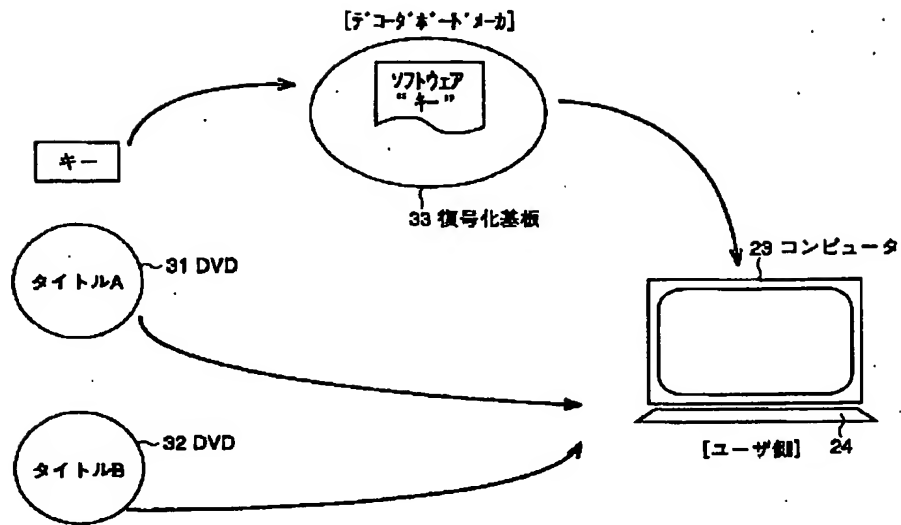 [デコーダボードメーカ]
ソフトウェア
“キー”
キー
33 復号化基板
タイトルA
31 DVD
23 コンピュータ
タイトルB
32 DVD
[ユーザ側]
24